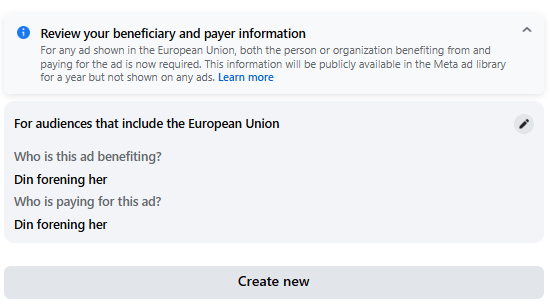 Review your beneficiary and payer information
For any ad shown in the European Union, both the person or organization benefiting from and
paying for the ad is now required. This information will be publicly available in the Meta ad library
for a year but not shown on any ads. Learn more
For audiences that include the European Union
Who is this ad benefiting?
Din forening her
Who is paying for this ad?
Din forening her
Create new